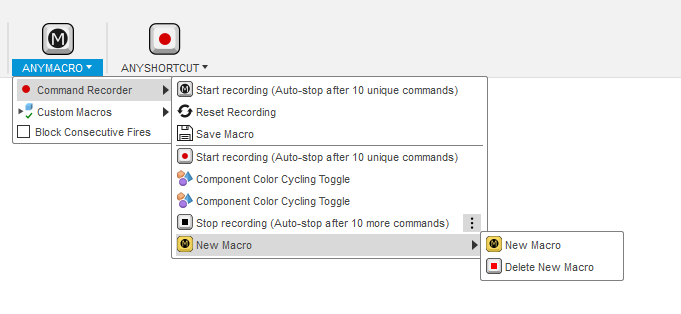 ANYMACRO ANYSHORTCUT
Command Recorder
Custom Macros
Block Consecutive Fires
Start recording (Auto-stop after 10 unique commands)
Reset Recording
Save Macro
Start recording (Auto-stop after 10 unique commands)
Component Color Cycling Toggle
Component Color Cycling Toggle
Stop recording (Auto-stop after 10 more commands)
New Macro
New Macro
Delete New Macro